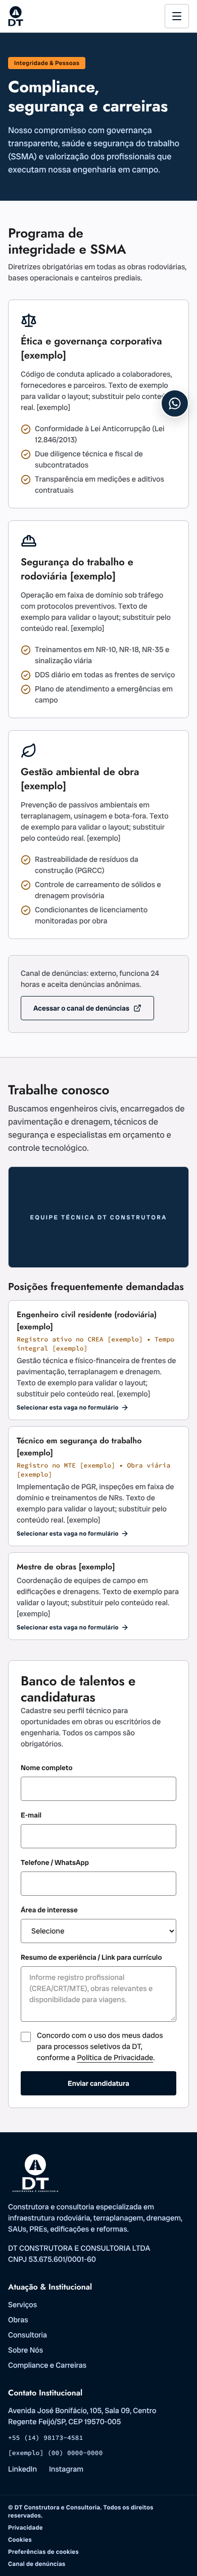 DT
Integridade & Pessoas
Compliance,
segurança e carreiras
Nosso compromisso com governança
transparente, saúde e segurança do trabalho
(SSMA) e valorização dos profissionais que
executam nossa engenharia em campo.
Programa de
integridade e SSMA
Diretrizes obrigatórias em todas as obras rodoviárias,
bases operacionais e canteiros prediais.
Ética e governança corporativa
[exemplo]
Código de conduta aplicado a colaboradores,
fornecedores e parceiros. Texto de exemplo
para validar o layout; substituir pelo conteúdo
real. [exemplo]
Conformidade à Lei Anticorrupção (Lei
12.846/2013)
Due diligence técnica e fiscal de
subcontratados
Transparência em medições e aditivos
contratuais
Segurança do trabalho e
rodoviária [exemplo]
Operação em faixa de domínio sob tráfego
com protocolos preventivos. Texto de
exemplo para validar o layout; substituir pelo
conteúdo real. [exemplo]
Treinamentos em NR-10, NR-18, NR-35 e
sinalização viária
DDS diário em todas as frentes de serviço
Plano de atendimento a emergências em
campo
Gestão ambiental de obra
[exemplo]
Prevenção de passivos ambientais em
terraplanagem, usinagem e bota-fora. Texto
de exemplo para validar o layout; substituir
pelo conteúdo real. [exemplo]
Rastreabilidade de resíduos da
construção (PGRCC)
Controle de carreamento de sólidos e
drenagem provisória
Condicionantes de licenciamento
monitoradas por obra
Canal de denúncias: externo, funciona 24
horas e aceita denúncias anônimas.
Acessar o canal de denúncias
Trabalhe conosco
Buscamos engenheiros civis, encarregados de
pavimentação e drenagem, técnicos de
segurança e especialistas em orçamento e
controle tecnológico.
EQUIPE TÉCNICA DT CONSTRUTORA
Posições frequentemente demandadas
Engenheiro civil residente (rodoviária)
[exemplo]
Registro ativo no CREA [exemplo] • Tempo
integral [exemplo]
Gestão técnica e físico-financeira de frentes de
pavimentação, terraplenagem e drenagem.
Texto de exemplo para validar o layout;
substituir pelo conteúdo real. [exemplo]
Selecionar esta vaga no formulário
Técnico em segurança do trabalho
[exemplo]
Registro no MTE [exemplo] • Obra viária
[exemplo]
Implementação de PGR, inspeções em faixa de
domínio e treinamentos de NRs. Texto de
exemplo para validar o layout; substituir pelo
conteúdo real. [exemplo]
Selecionar esta vaga no formulário
Mestre de obras [exemplo]
Coordenação de equipes de campo em
edificações e drenagens. Texto de exemplo para
validar o layout; substituir pelo conteúdo real.
[exemplo]
Selecionar esta vaga no formulário
Banco de talentos e
candidaturas
Cadastre seu perfil técnico para
oportunidades em obras ou escritórios de
engenharia. Todos os campos são
obrigatórios.
Nome completo
E-mail
Telefone / WhatsApp
Área de interesse
Selecione
Resumo de experiência / Link para currículo
Informe registro profissional
(CREA/CRT/MTE), obras relevantes e
disponibilidade para viagens.
Concordo com o uso dos meus dados
para processos seletivos da DT,
conforme a Política de Privacidade.
Enviar candidatura
DT
Construtora e consultoria especializada em
infraestrutura rodoviária, terraplanagem, drenagem,
SAUs, PREs, edificações e reformas.
DT CONSTRUTORA E CONSULTORIA LTDA
CNPJ 53.675.601/0001-60
Atuação & Institucional
Serviços
Obras
Consultoria
Sobre Nós
Compliance e Carreiras
Contato Institucional
Avenida José Bonifácio, 105, Sala 09, Centro
Regente Feijó/SP, CEP 19570-005
+55 (14) 98173-4581
[exemplo] (00) 0000-0000
LinkedIn Instagram
© DT Construtora e Consultoria. Todos os direitos
reservados.
Privacidade
Cookies
Preferências de cookies
Canal de denúncias